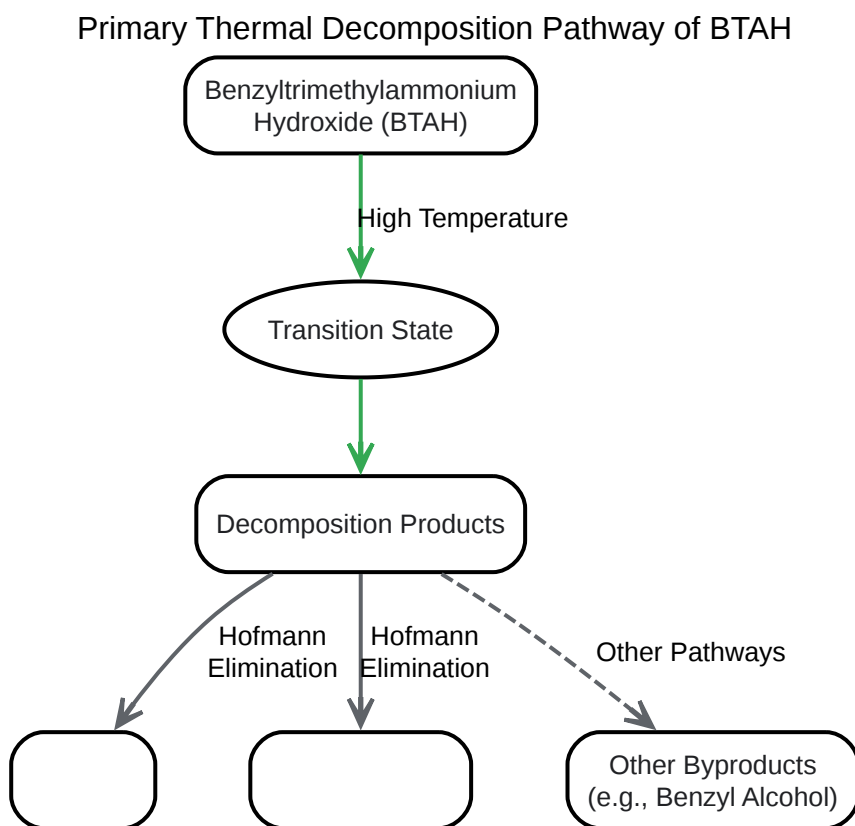 Primary Thermal Decomposition Pathway of BTAH
Benzyltrimethylammonium
Hydroxide (BTAH)
High Temperature
Transition State
Decomposition Products
Hofmann
Elimination
Hofmann
Elimination
Other Pathways
Other Byproducts
(e.g., Benzyl Alcohol)